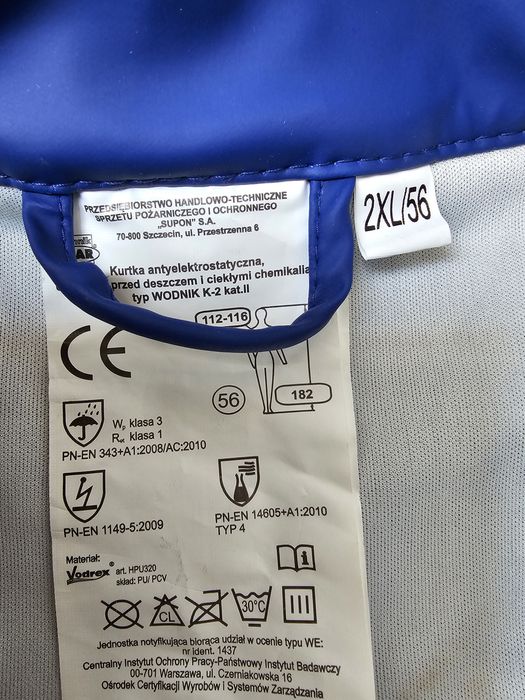 PRZEDSIĘBIORSTWO HANDLOWO-TECHNICZNE
SPRZĘTU POŻARNICZEGO I OCHRONNEGO
„SUPON” S.A.
70-800 Szczecin, ul. Przestrzenna 6
2XL/56
AR
Kurtka antyelektrostatyczna,
przed deszczem i ciekłymi chemikalia
typ WODNIK K-2 kat.II
112-116
CE
56
182
Wp klasa 3
klasa 1
PN-EN 343+A1:2008/AC:2010
PN-EN 1149-5:2009
PN-EN 14605+A1:2010
TYP 4
Materiał:
Vodrex® art. HPU320
skład: PU/ PCV
i
CL
30°C
Jednostka notyfikująca biorąca udział w ocenie typu WE:
nr ident. 1437
Centralny Instytut Ochrony Pracy-Państwowy Instytut Badawczy
00-701 Warszawa, ul. Czerniakowska 16
Ośrodek Certyfikacji Wyrobów i Systemów Zarządzania